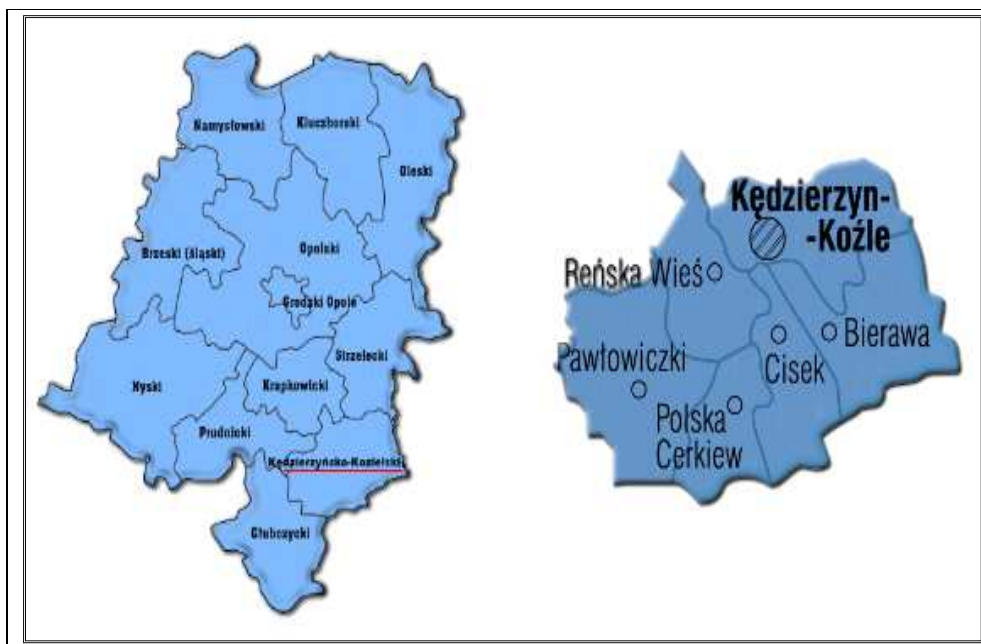 Namysłowski
Kluczborski
Oleski
Brzeski (śląski)
Opolski
Grodzki Opole
Strzelecki
Nyski
Krapkowicki
Prudnicki
Kędzierzyńsko-Kozielski
Głubczycki
Kędzierzyn-
-Koźle
Reńska Wieś
Bierawa
Cisek
Pawłowiczki
Polska
Cerkiew